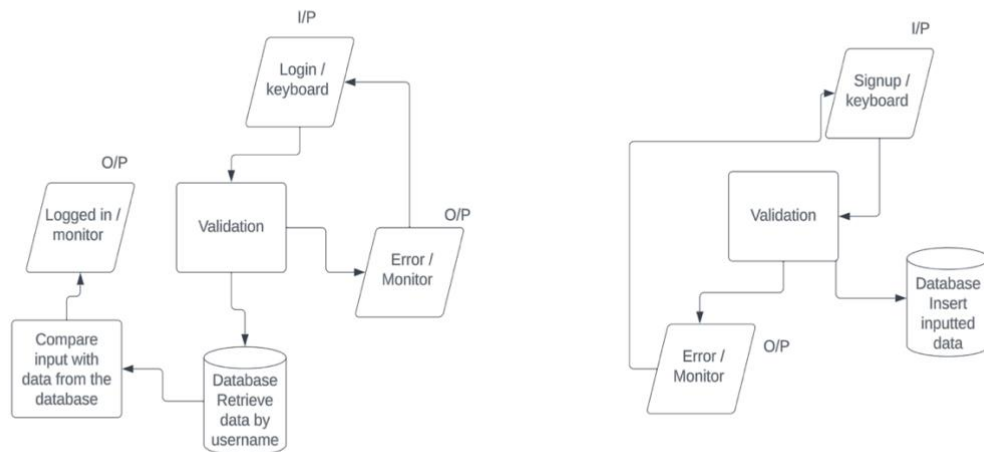 I/P
Login /
keyboard
O/P
Logged in /
monitor
Validation
O/P
Error /
Monitor
Compare
input with
data from the
database
Database
Retrieve
data by
username
I/P
Signup /
keyboard
Validation
Database
Insert
inputted
data
Error /
Monitor
O/P